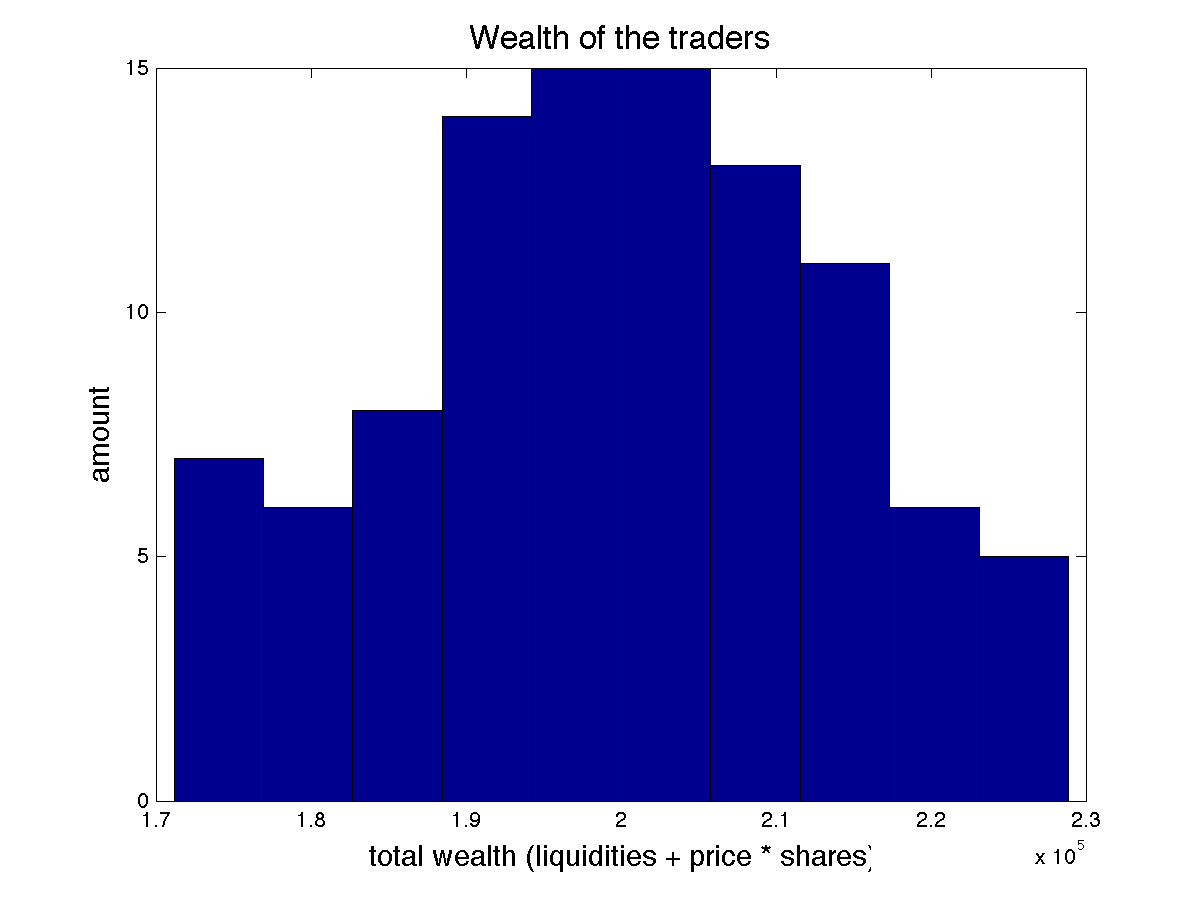 Wealth of the traders
15
10
5
0
amount
1.7 1.8 1.9 2 2.1 2.2 2.3
x 10^5
total wealth (liquidities + price * shares)